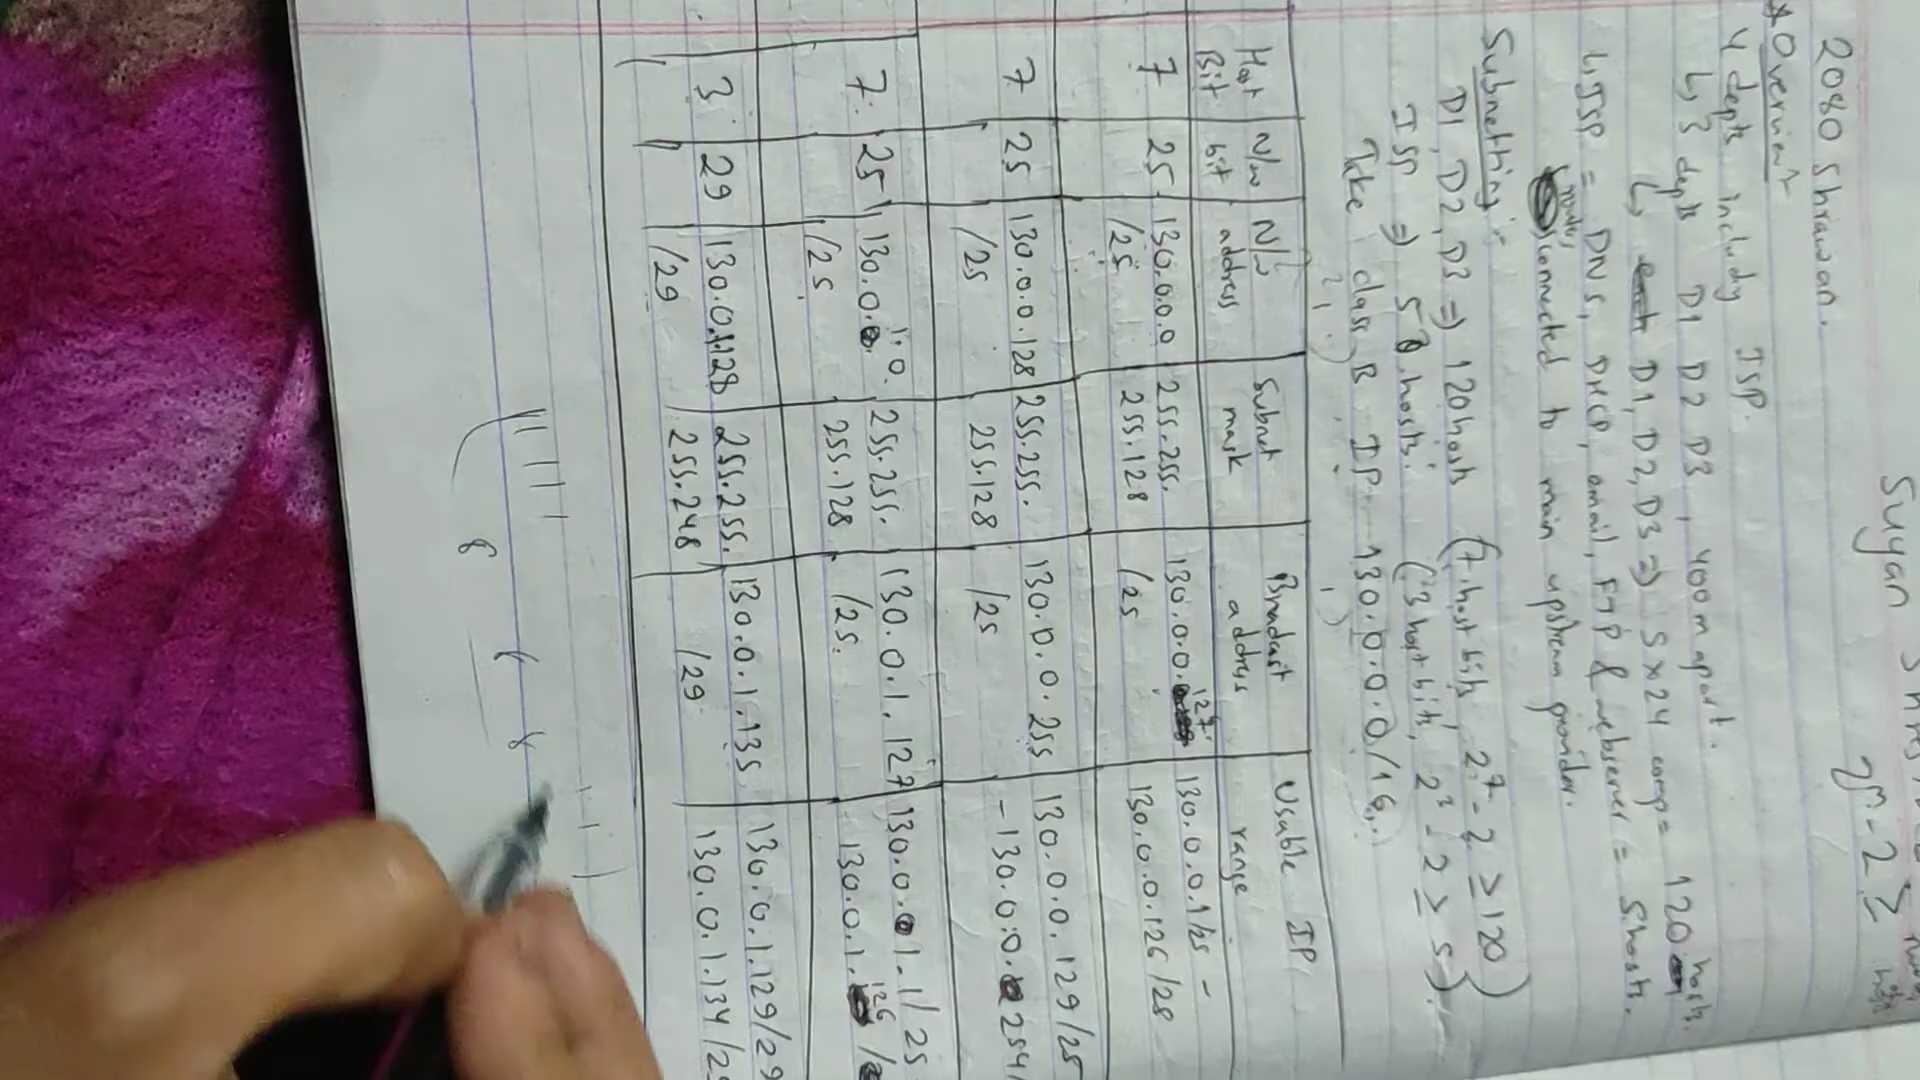 Suyan
2080 Shrawan.
* Overview
4 depts includy ISP.
↳ 3 depts D1 D2 D3, 400 m apart.
↳ D1, D2, D3 ⇒ 5 x 24 comp = 120 hosts.
↳ ISP = DNS, DHCP, email, FTP & webserver = 5 hosts.
connected to main upstream provider.
Subnetting:-
D1, D2, D3 ⇒ 120 hosts (7 host bits, 2^7 - 2 ≥ 120)
ISP ⇒ 5 hosts. (3 host bits, 2^3 - 2 ≥ 5)
Take class B IP 130.0.0.0/16,
Host Bit N/w bit N/w address Subnet mask Broadcast address Usable IP range
7 25 130.0.0.0 255.255. 130.0.0.127 130.0.0.1/25 -
/25 255.128 /25 130.0.0.126/28
7 25 130.0.0.128 255.255. 130.0.0.255 130.0.0.129/25
/25 255.128 /25 - 130.0.0.254/
7 25 130.0.1.0. 255.255. 130.0.1.127 130.0.1.1/25
/25 255.128 /25. 130.0.1.126/
3 29 130.0.1.128 255.255. 130.0.1.135 130.0.1.129/29
/29 255.248 /29 130.0.1.134/2
8